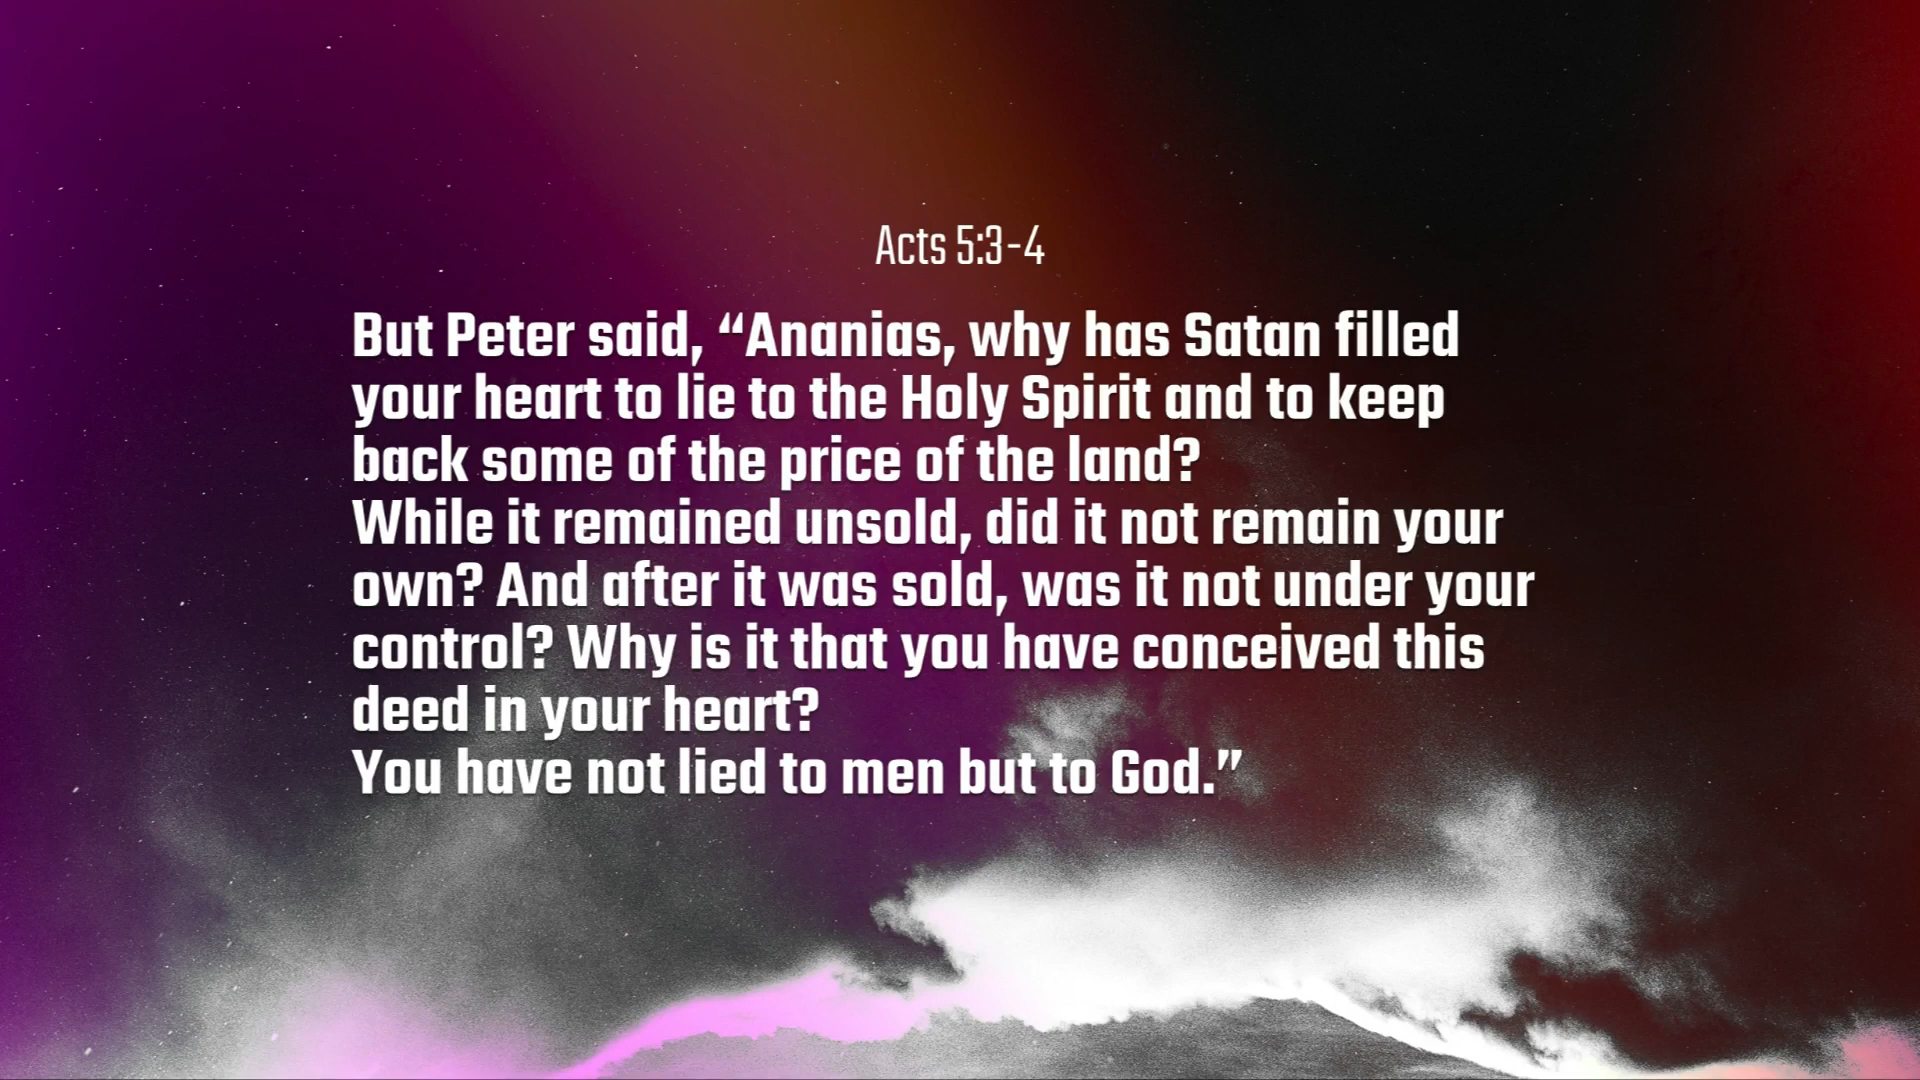 Acts 5:3-4
But Peter said, “Ananias, why has Satan filled
your heart to lie to the Holy Spirit and to keep
back some of the price of the land?
While it remained unsold, did it not remain your
own? And after it was sold, was it not under your
control? Why is it that you have conceived this
deed in your heart?
You have not lied to men but to God.”